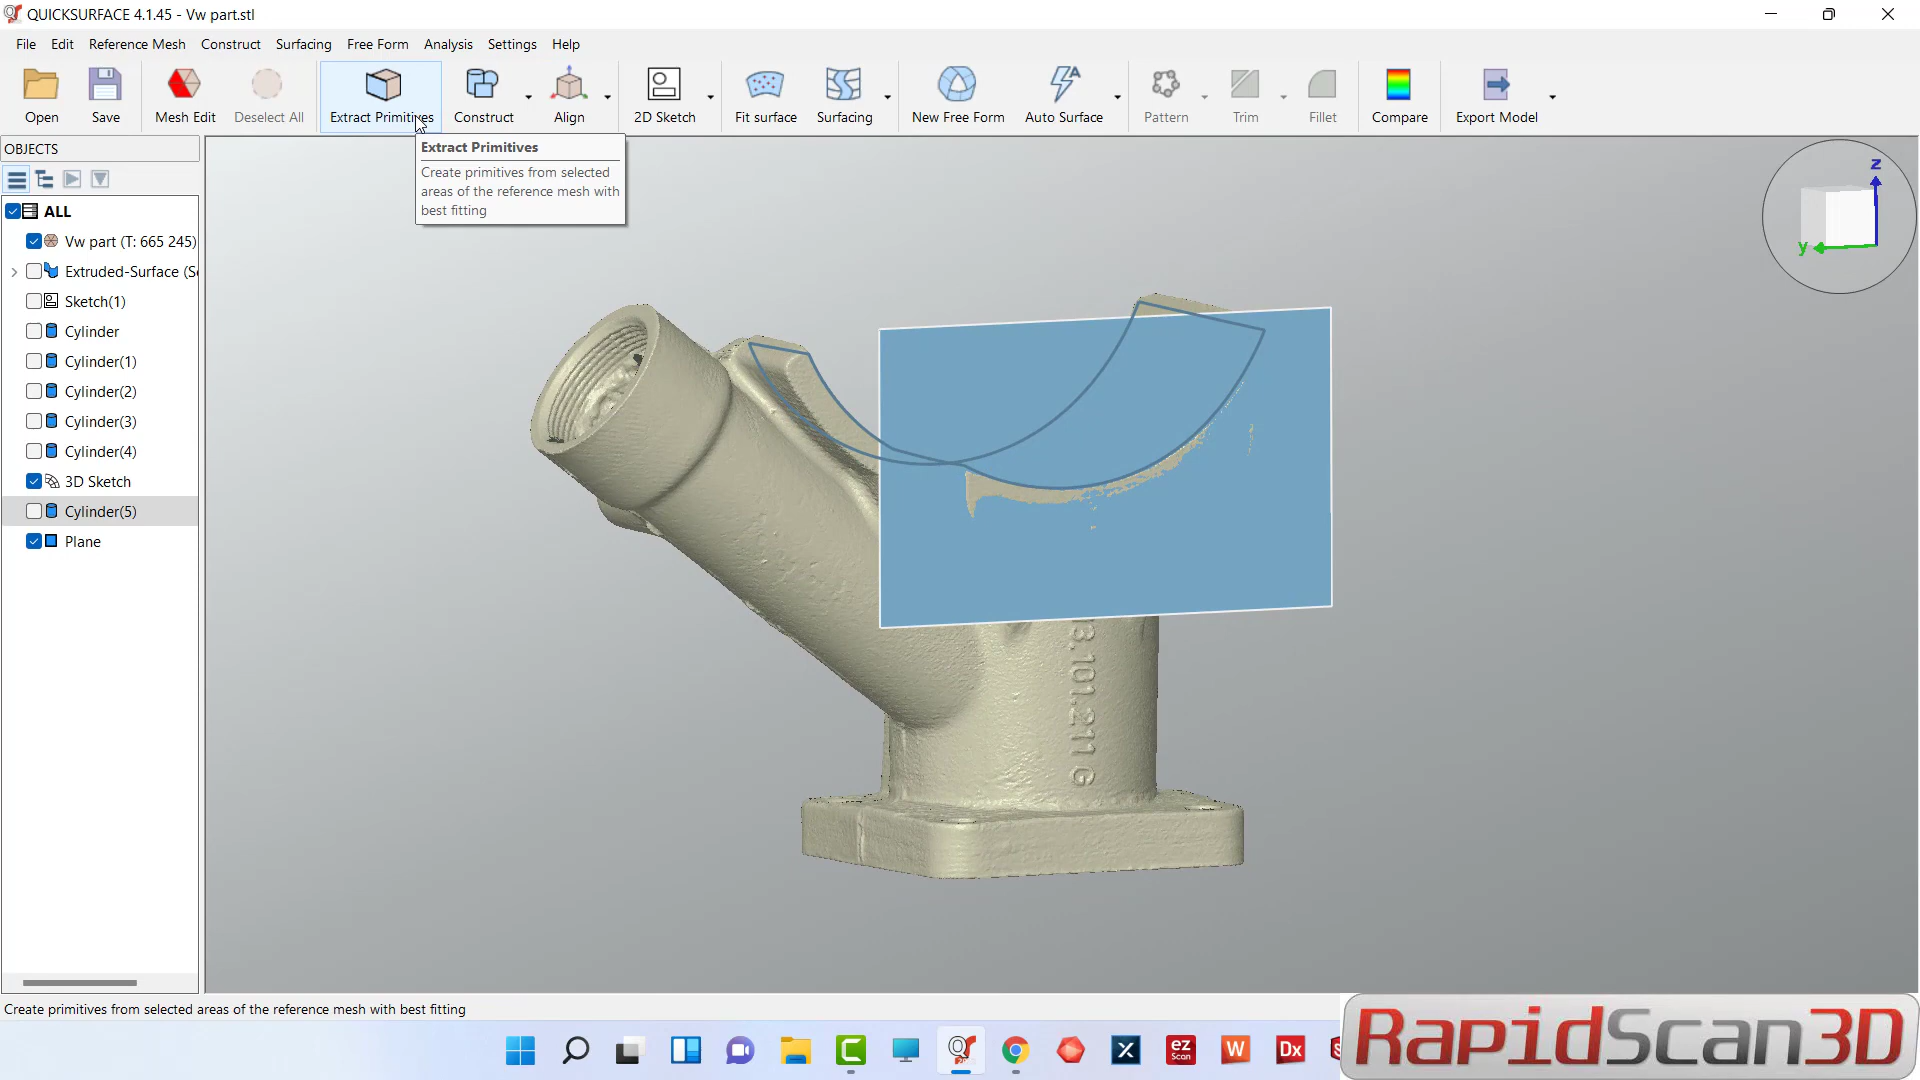 QUICKSURFACE 4.1.45 - Vw part.stl
File Edit Reference Mesh Construct Surfacing Free Form Analysis Settings Help
Open Save Mesh Edit Deselect All Extract Primitives Construct Align 2D Sketch Fit surface Surfacing New Free Form Auto Surface Pattern Trim Fillet Compare Export Model
OBJECTS
Extract Primitives
Create primitives from selected
areas of the reference mesh with
best fitting
z
y
ALL
Vw part (T: 665 245)
Extruded-Surface (S
Sketch(1)
Cylinder
Cylinder(1)
Cylinder(2)
Cylinder(3)
Cylinder(4)
3D Sketch
Cylinder(5)
Plane
3.101.211 G
Create primitives from selected areas of the reference mesh with best fitting
ez
Scan
W
Dx
RapidScan3D